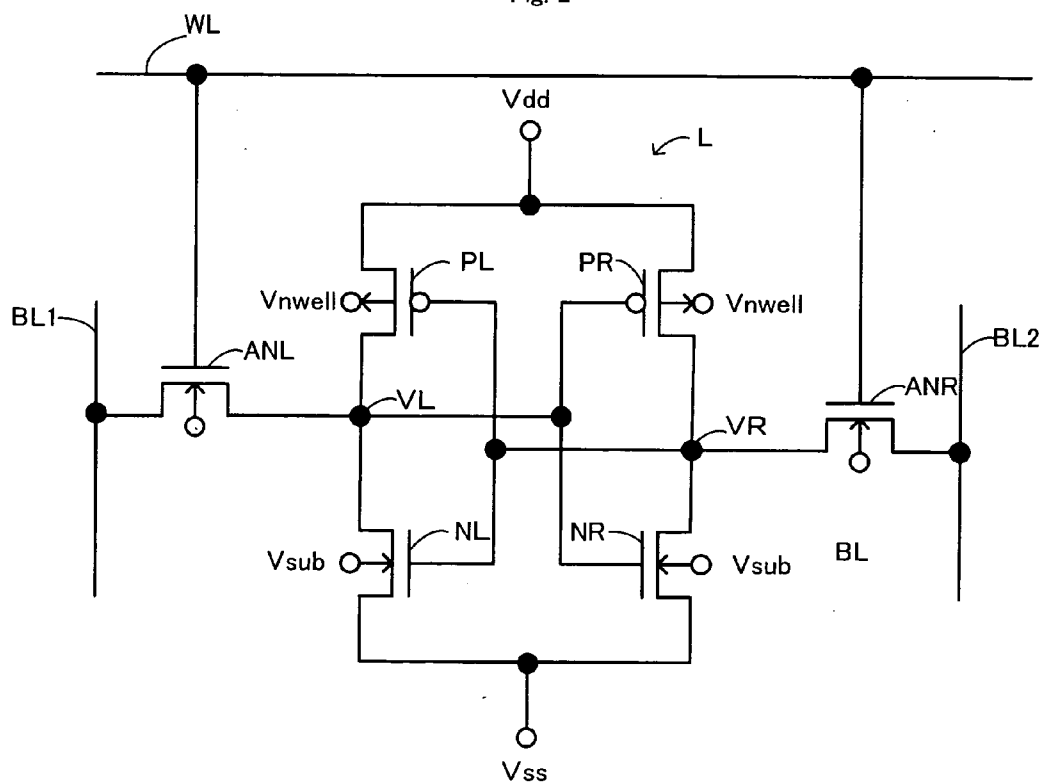 WL
Vdd
L
PL
PR
Vnwell
Vnwell
BL1
BL2
ANL
ANR
VL
VR
NL
NR
Vsub
Vsub
BL
Vss